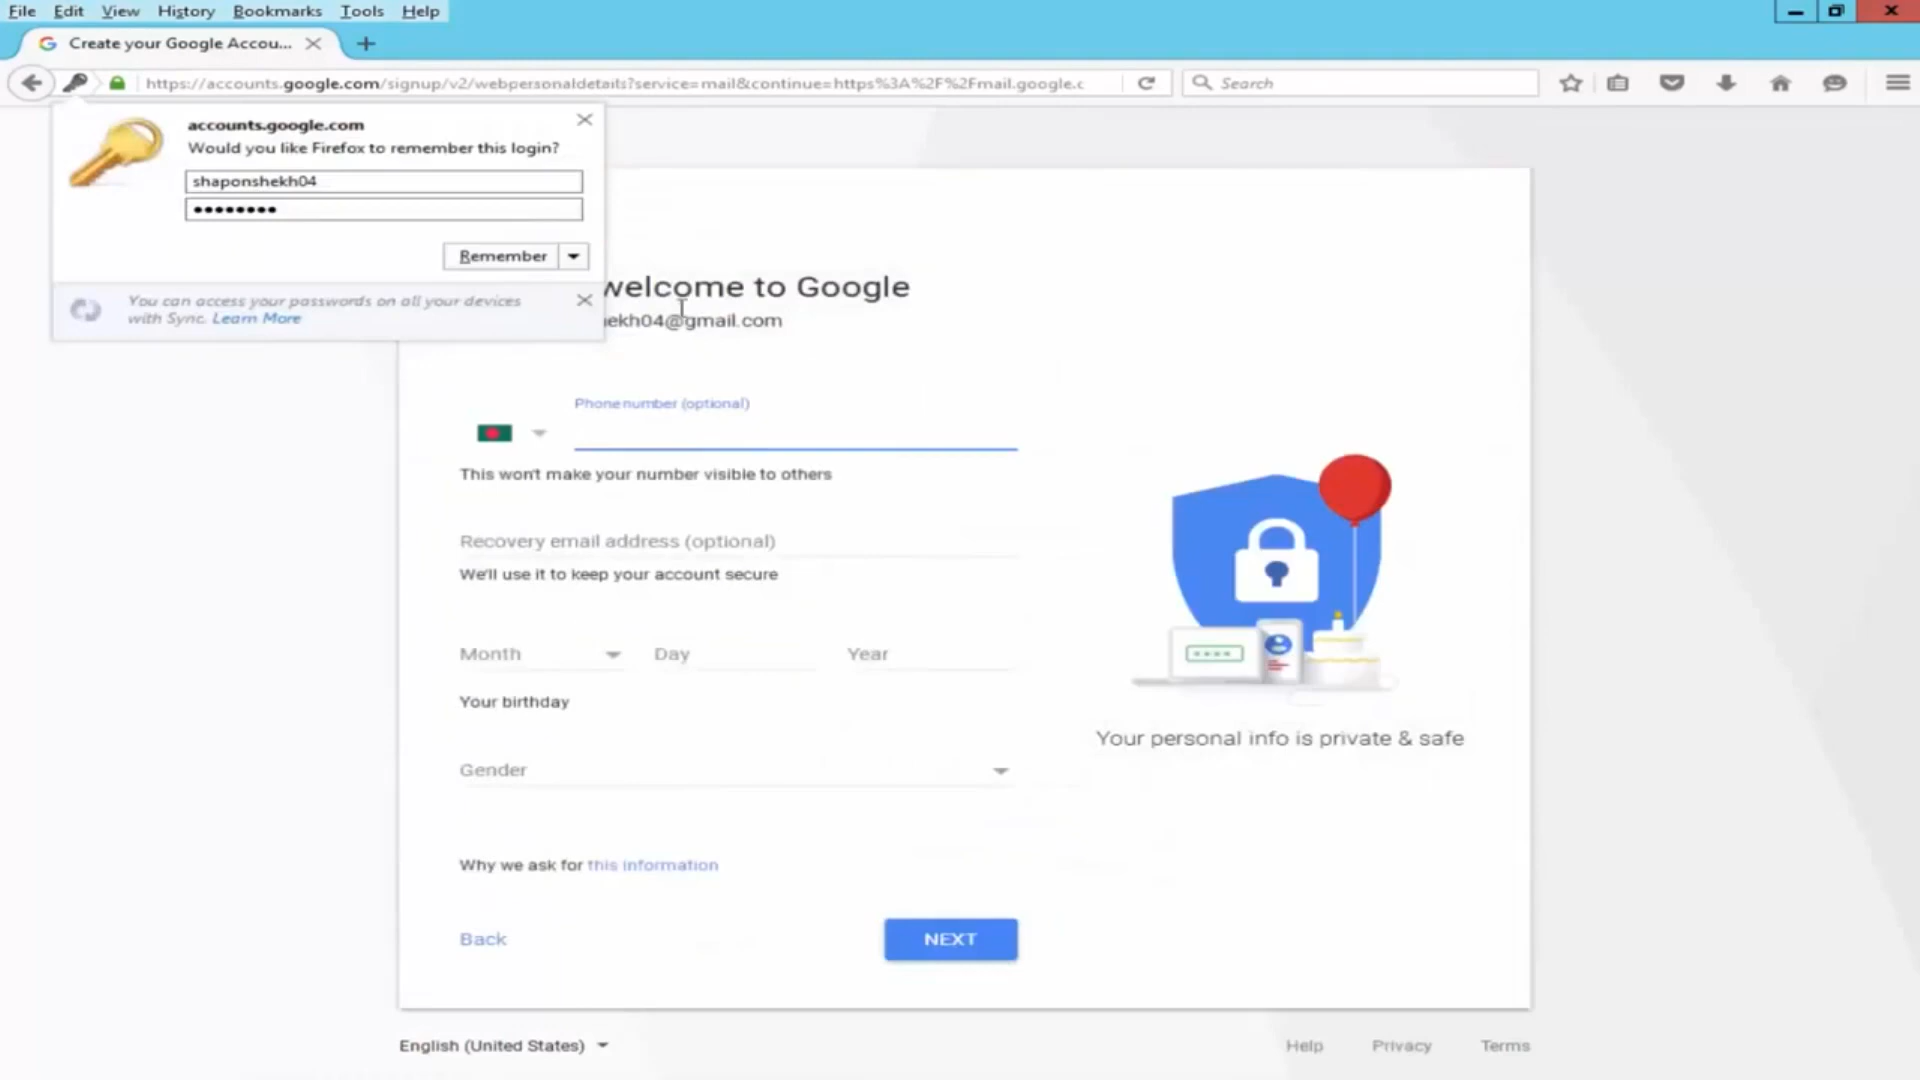 File Edit View History Bookmarks Tools Help
Create your Google Accou...
https://accounts.google.com/signup/v2/webpersonaldetails?service=mail&continue=https%3A%2F%2Fmail.google.c
Search
accounts.google.com
Would you like Firefox to remember this login?
shaponshekh04
Remember
You can access your passwords on all your devices
with Sync. Learn More
welcome to Google
ekh04@gmail.com
Phone number (optional)
This won't make your number visible to others
Recovery email address (optional)
We'll use it to keep your account secure
Month Day Year
Your birthday
Gender
Your personal info is private & safe
Why we ask for this information
Back NEXT
English (United States) Help Privacy Terms